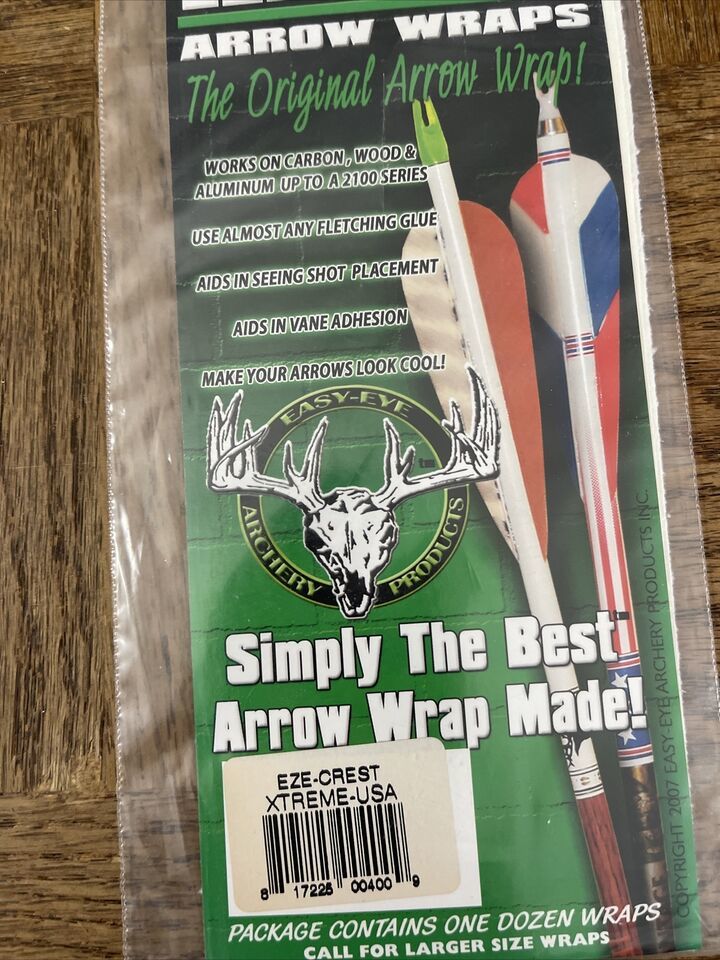 ARROW WRAPS
The Original Arrow Wrap!
WORKS ON CARBON, WOOD &
ALUMINUM UP TO A 2100 SERIES
USE ALMOST ANY FLETCHING GLUE
AIDS IN SEEING SHOT PLACEMENT
AIDS IN VANE ADHESION
MAKE YOUR ARROWS LOOK COOL!
EASY-EYE
tm
ARCHERY PRODUCTS
Simply The Best
Arrow Wrap Made!
EZE-CREST
XTREME-USA
8 17225 00400 9
PACKAGE CONTAINS ONE DOZEN WRAPS
CALL FOR LARGER SIZE WRAPS
COPYRIGHT 2007 EASY-EYE ARCHERY PRODUCTS INC.